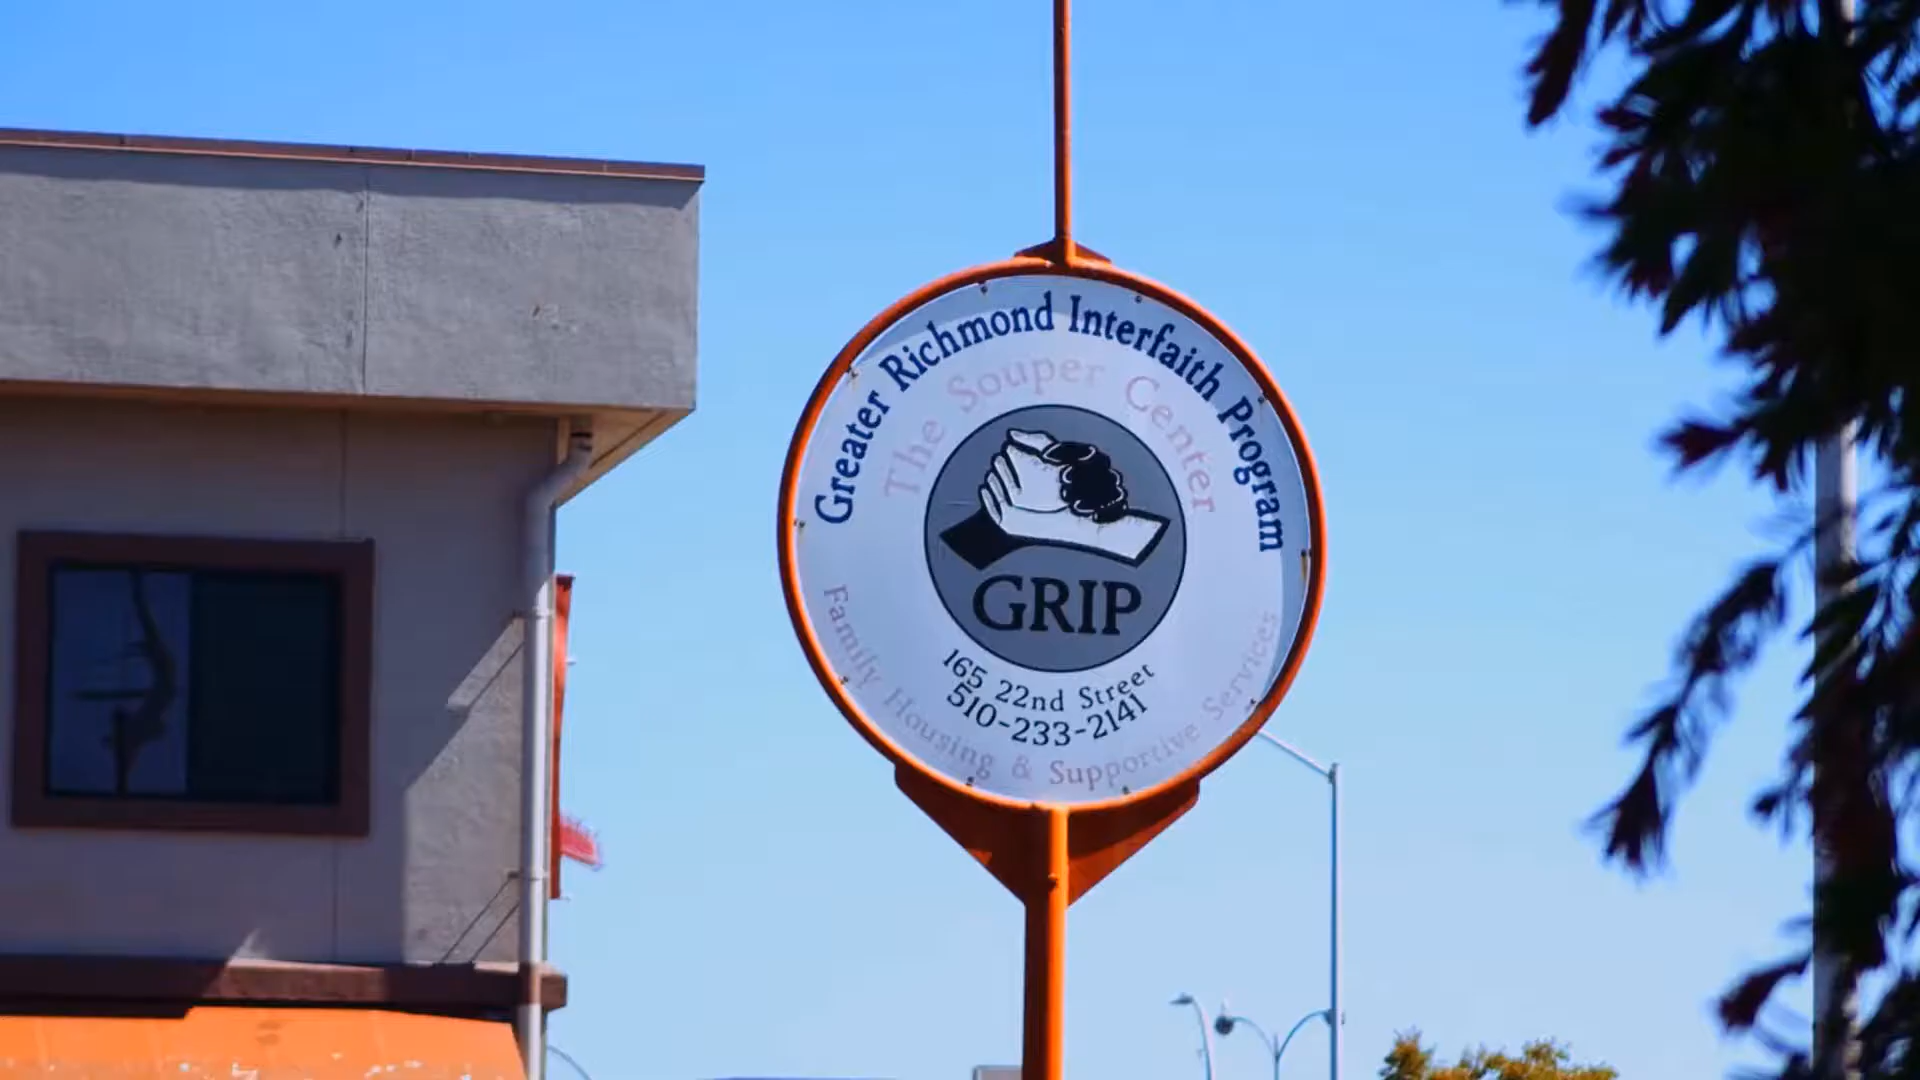 Greater Richmond Interfaith Program
The Souper Center
GRIP
165 22nd Street
510-233-2141
Family Housing & Supportive Services